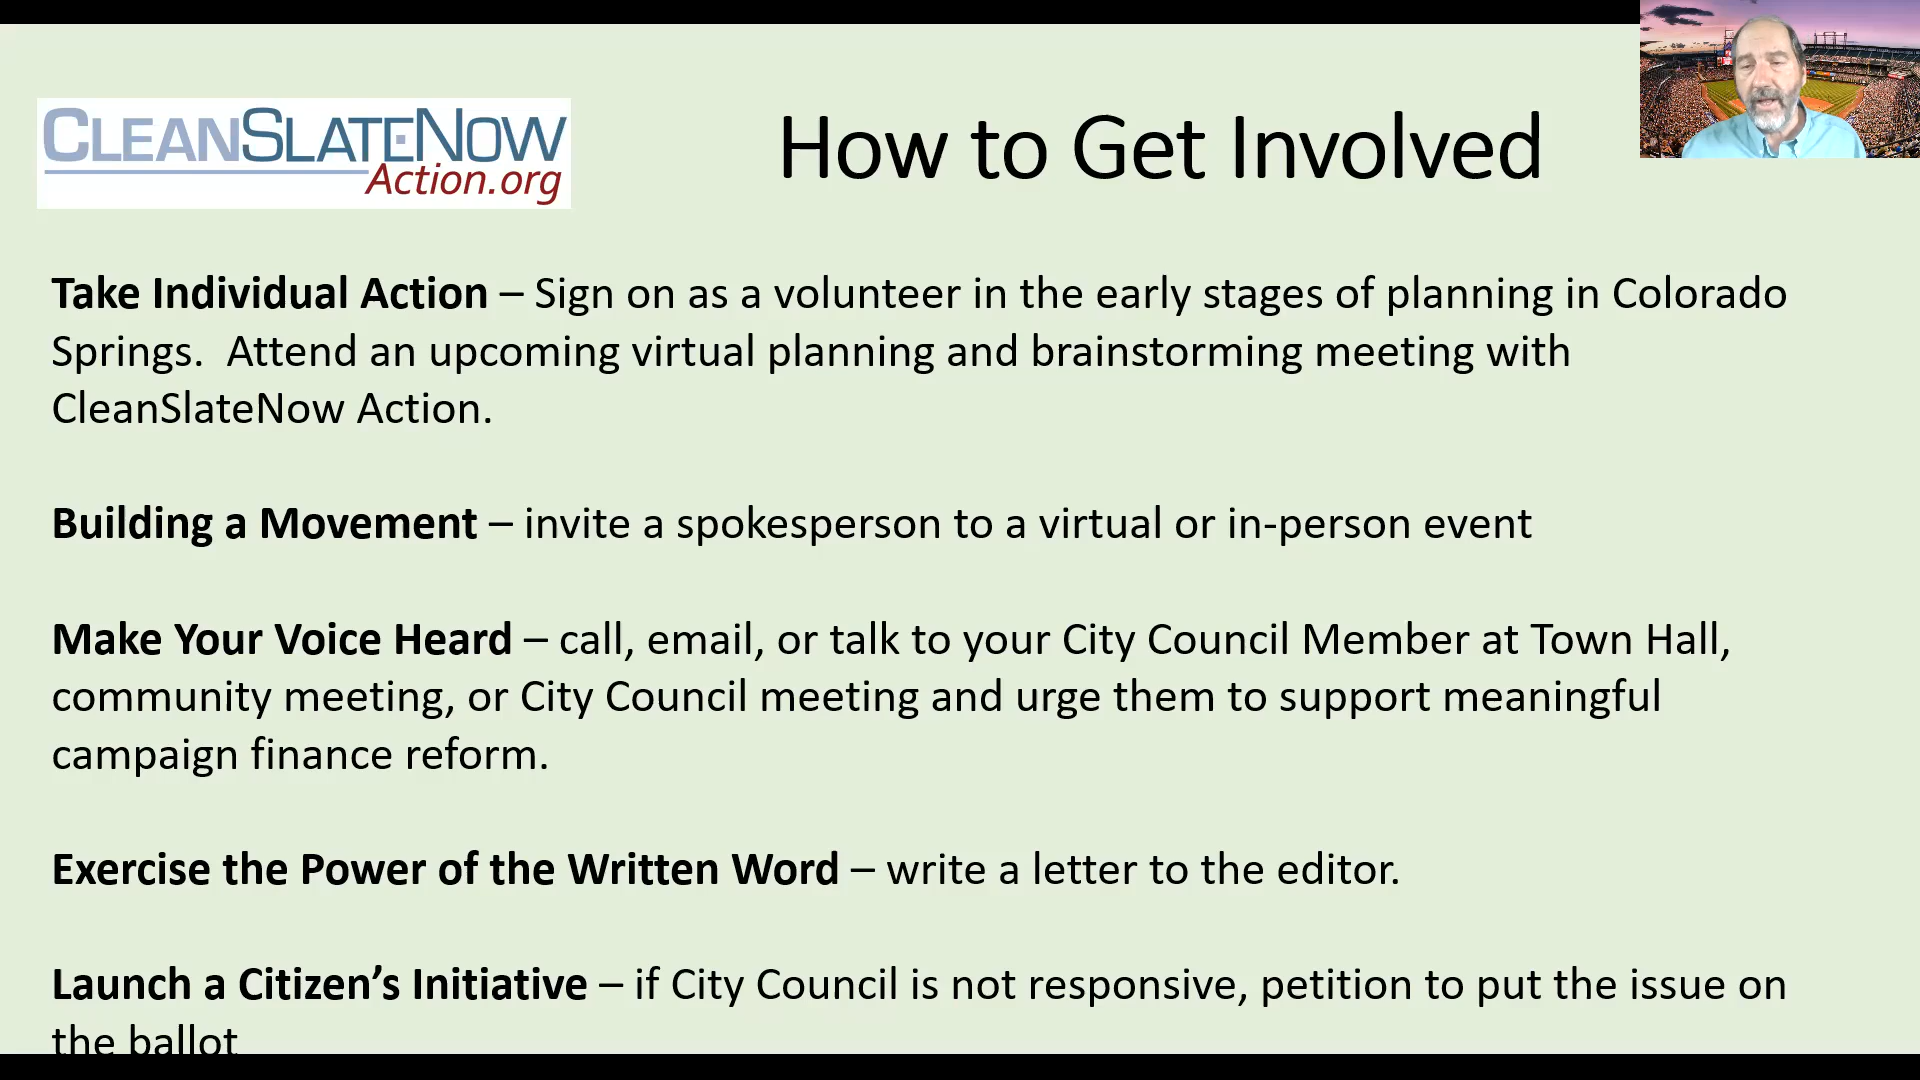 CLEANSLATENOW
Action.org
How to Get Involved
Take Individual Action – Sign on as a volunteer in the early stages of planning in Colorado
Springs.  Attend an upcoming virtual planning and brainstorming meeting with
CleanSlateNow Action.
Building a Movement – invite a spokesperson to a virtual or in-person event
Make Your Voice Heard – call, email, or talk to your City Council Member at Town Hall,
community meeting, or City Council meeting and urge them to support meaningful
campaign finance reform.
Exercise the Power of the Written Word – write a letter to the editor.
Launch a Citizen’s Initiative – if City Council is not responsive, petition to put the issue on
the ballot